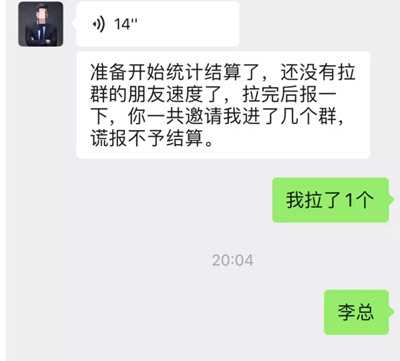 14"
准备开始统计结算了，还没有拉
群的朋友速度了，拉完后报一
下，你一共邀请我进了几个群，
谎报不予结算。
我拉了1个
20:04
李总